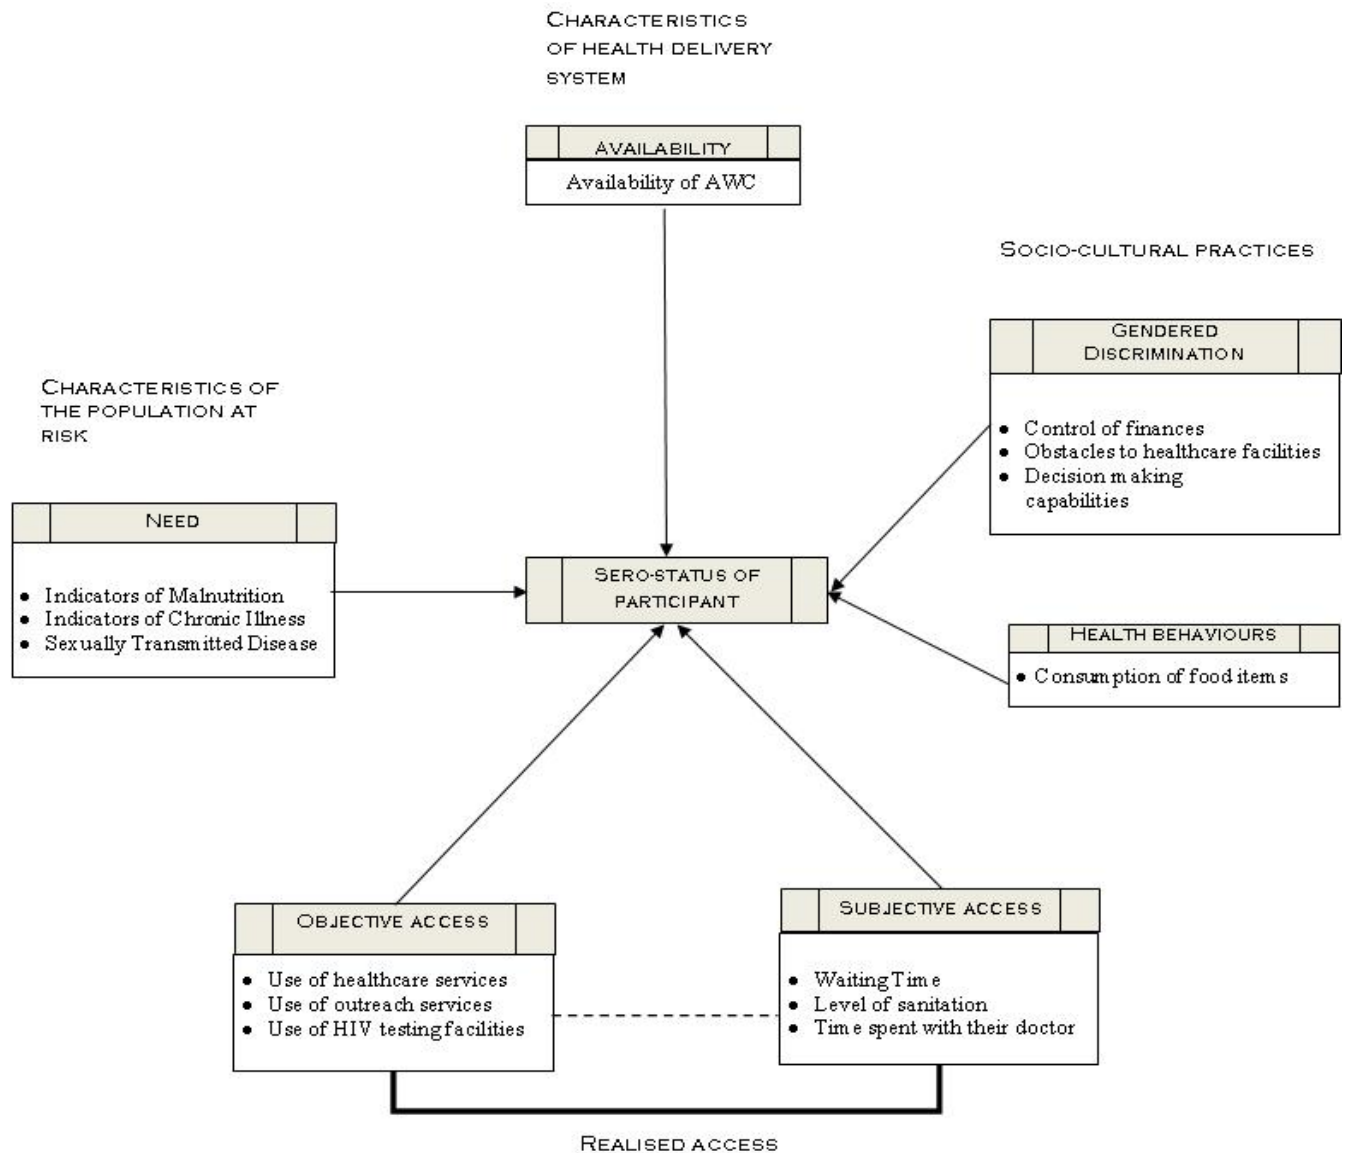 CHARACTERISTICS
OF HEALTH DELIVERY
SYSTEM
AVAILABILITY
Availability of AWC
SOCIO-CULTURAL PRACTICES
GENDERED
DISCRIMINATION
• Control of finances
• Obstacles to healthcare facilities
• Decision making
capabilities
CHARACTERISTICS OF
THE POPULATION AT
RISK
NEED
• Indicators of Malnutrition
• Indicators of Chronic Illness
• Sexually Transmitted Disease
SERO-STATUS OF
PARTICIPANT
HEALTH BEHAVIOURS
• Consumption of food items
OBJECTIVE ACCESS
• Use of healthcare services
• Use of outreach services
• Use of HIV testing facilities
SUBJECTIVE ACCESS
• Waiting Time
• Level of sanitation
• Time spent with their doctor
REALISED ACCESS